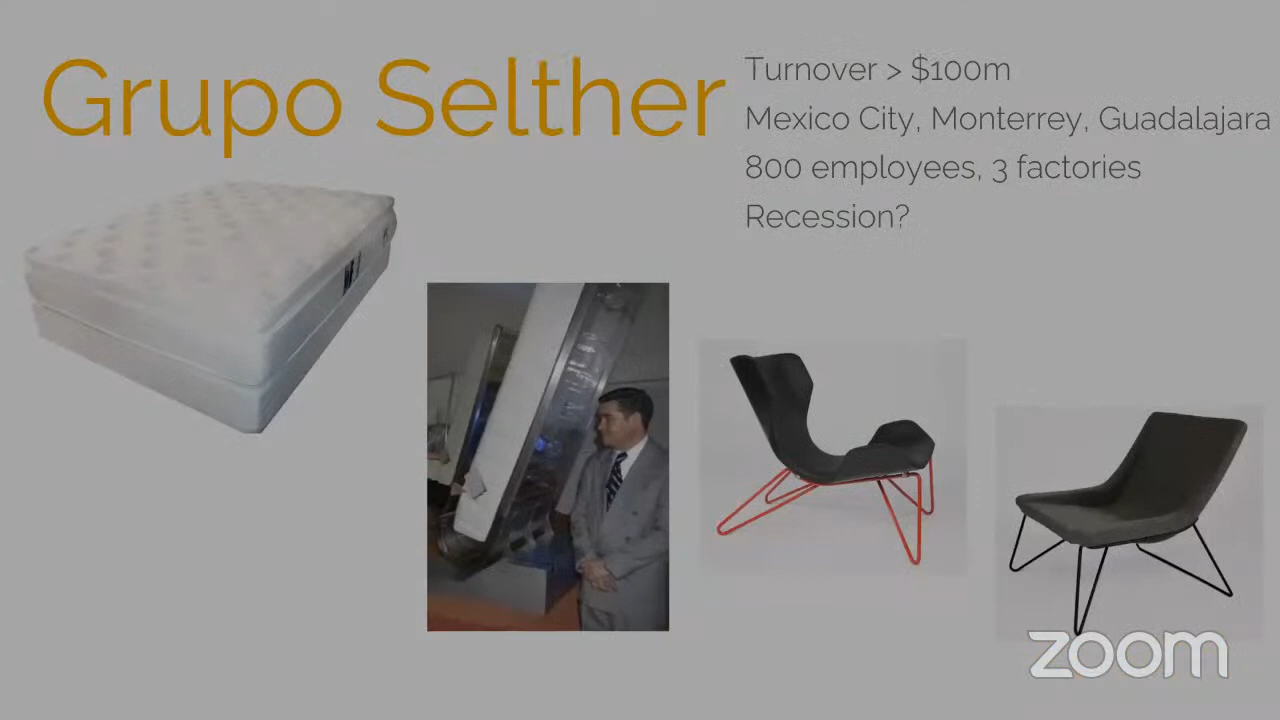 Grupo Selther
Turnover > $100m
Mexico City, Monterrey, Guadalajara
800 employees, 3 factories
Recession?
zoom